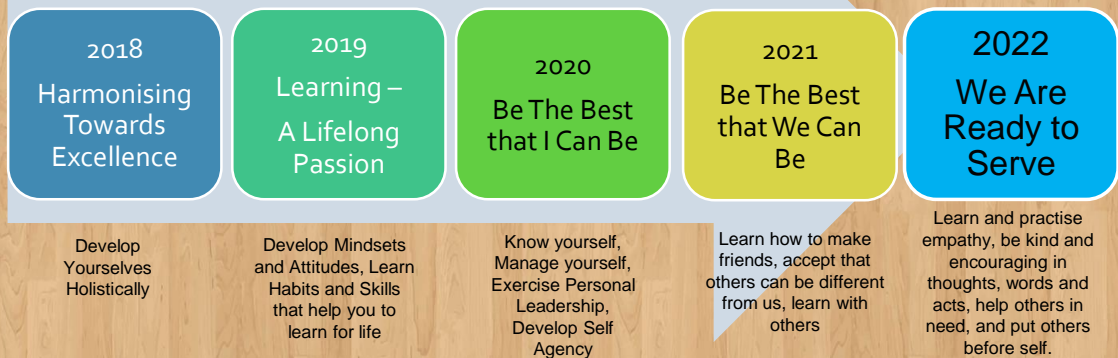 2018
Harmonising
Towards
Excellence
Develop
Yourselves
Holistically
2019
Learning –
A Lifelong
Passion
Develop Mindsets
and Attitudes, Learn
Habits and Skills
that help you to
learn for life
2020
Be The Best
that I Can Be
Know yourself,
Manage yourself,
Exercise Personal
Leadership,
Develop Self
Agency
2021
Be The Best
that We Can
Be
Learn how to make
friends, accept that
others can be different
from us, learn with
others
2022
We Are
Ready to
Serve
Learn and practise
empathy, be kind and
encouraging in
thoughts, words and
acts, help others in
need, and put others
before self.